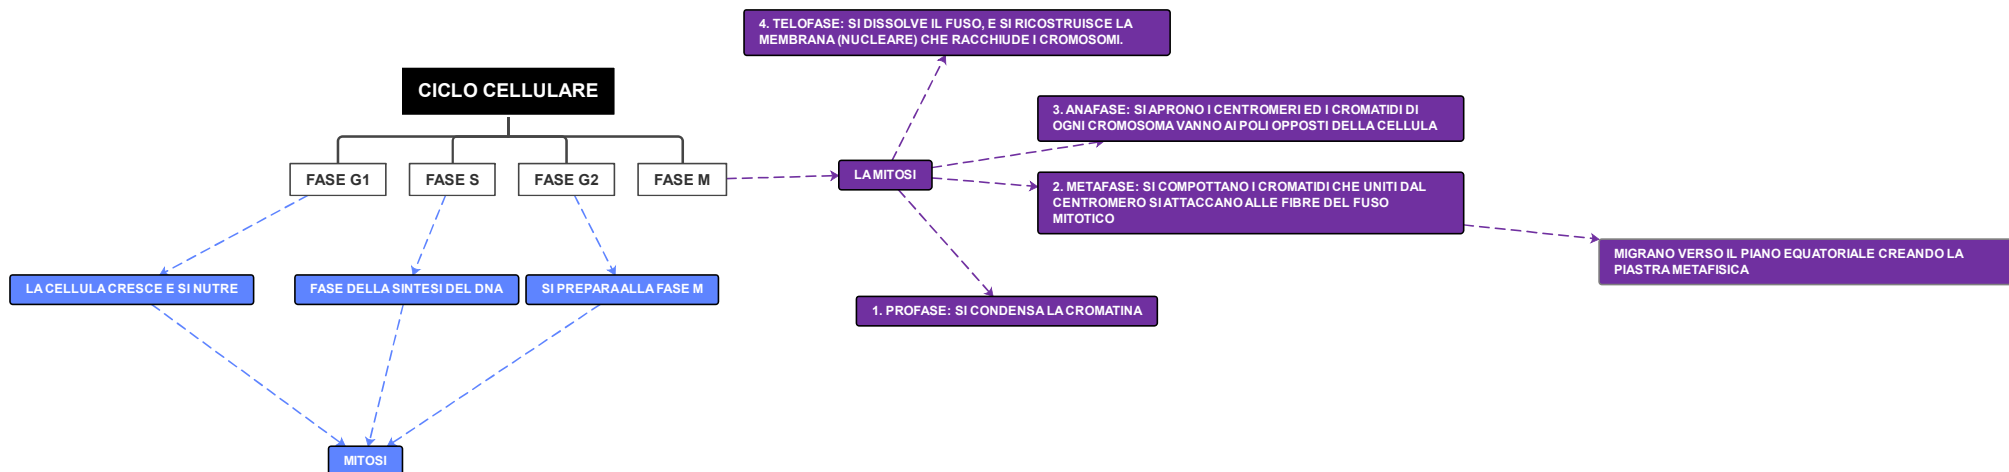 4. TELOFASE: SI DISSOLVE IL FUSO, E SI RICOSTRUISCE LA
MEMBRANA (NUCLEARE) CHE RACCHIUDE I CROMOSOMI.
CICLO CELLULARE
3. ANAFASE: SI APRONO I CENTROMERI ED I CROMATIDI DI
OGNI CROMOSOMA VANNO AI POLI OPPOSTI DELLA CELLULA
FASE G1
FASE S
FASE G2
FASE M
LA MITOSI
2. METAFASE: SI COMPOTTANO I CROMATIDI CHE UNITI DAL
CENTROMERO SI ATTACCANO ALLE FIBRE DEL FUSO
MITOTICO
MIGRANO VERSO IL PIANO EQUATORIALE CREANDO LA
PIASTRA METAFISICA
LA CELLULA CRESCE E SI NUTRE
FASE DELLA SINTESI DEL DNA
SI PREPARA ALLA FASE M
1. PROFASE: SI CONDENSA LA CROMATINA
MITOSI